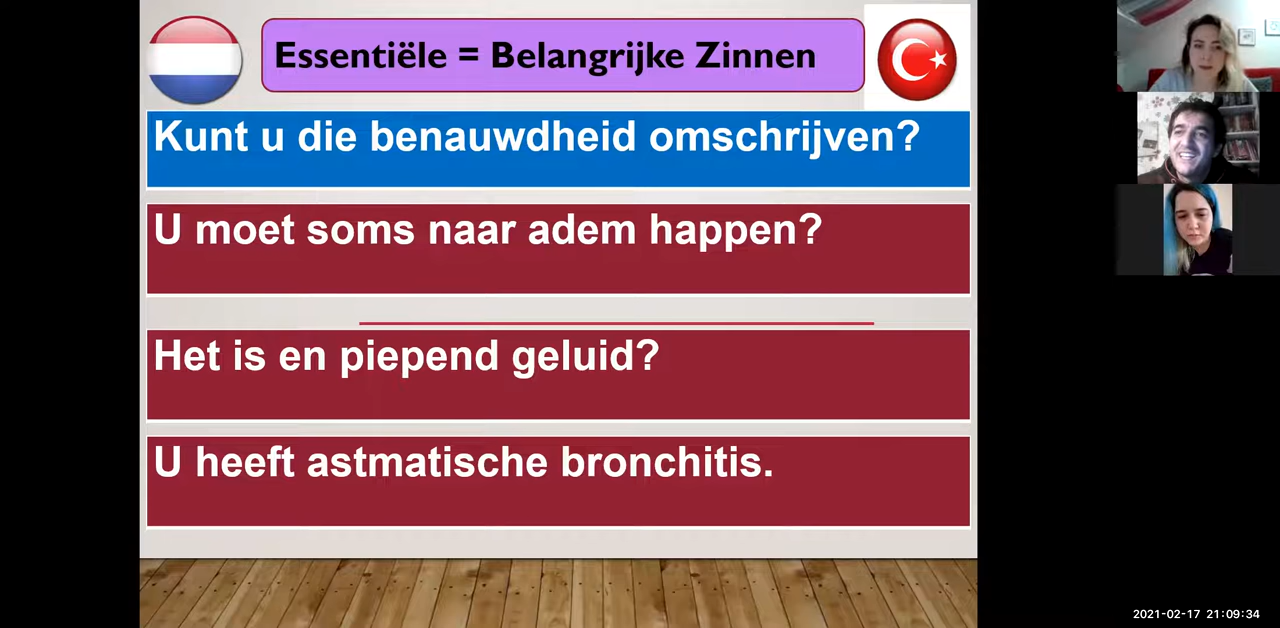 Essentiële = Belangrijke Zinnen
Kunt u die benauwdheid omschrijven?
U moet soms naar adem happen?
Het is en piepend geluid?
U heeft astmatische bronchitis.
2021-02-17 21:09:34